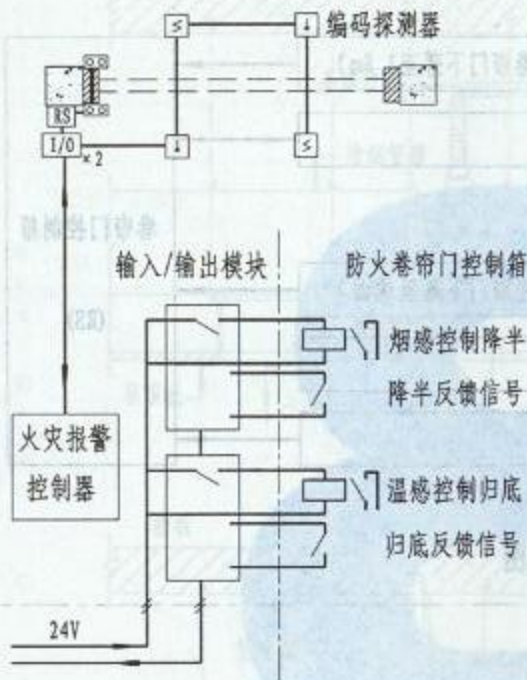 编码探测器
RS
I/O
×2
输入/输出模块
防火卷帘门控制箱
烟感控制降半
降半反馈信号
火灾报警
控制器
温感控制归底
归底反馈信号
24V